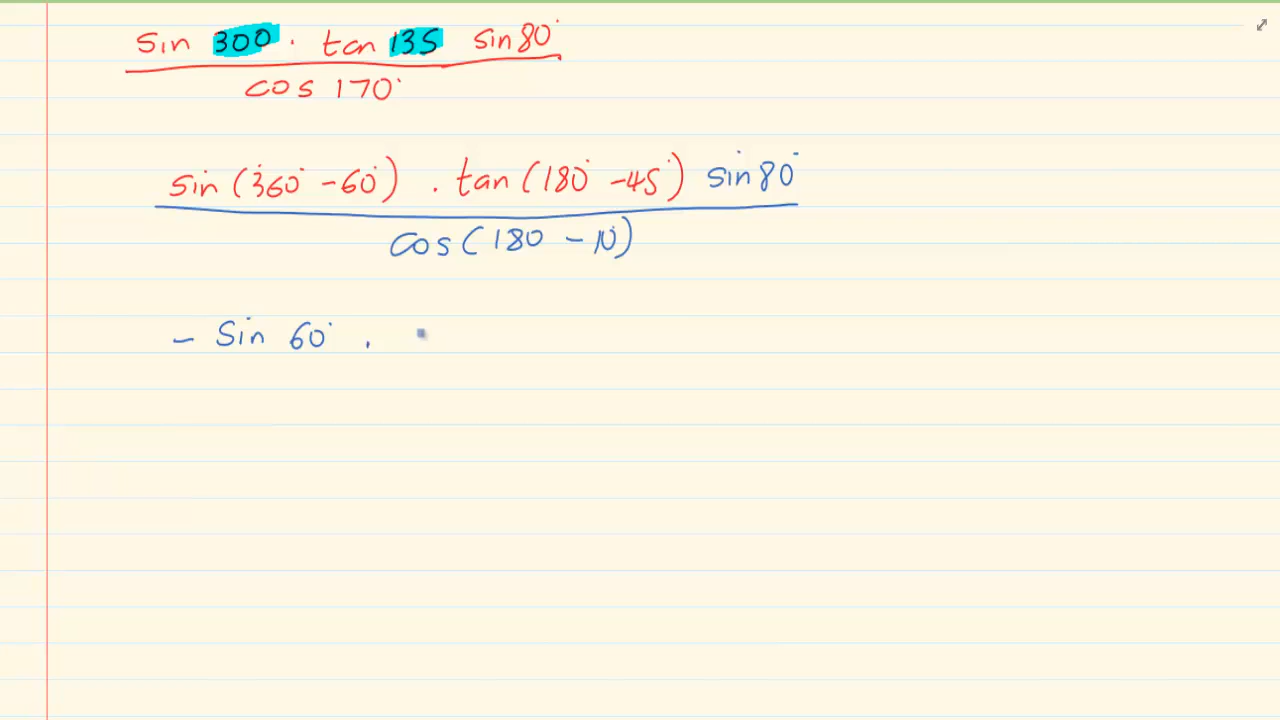 sin 300 · tan 135 sin 80°
cos 170°
sin (360° - 60°) . tan (180° - 45°) sin 80°
cos (180 - 10°)
- Sin 60° .